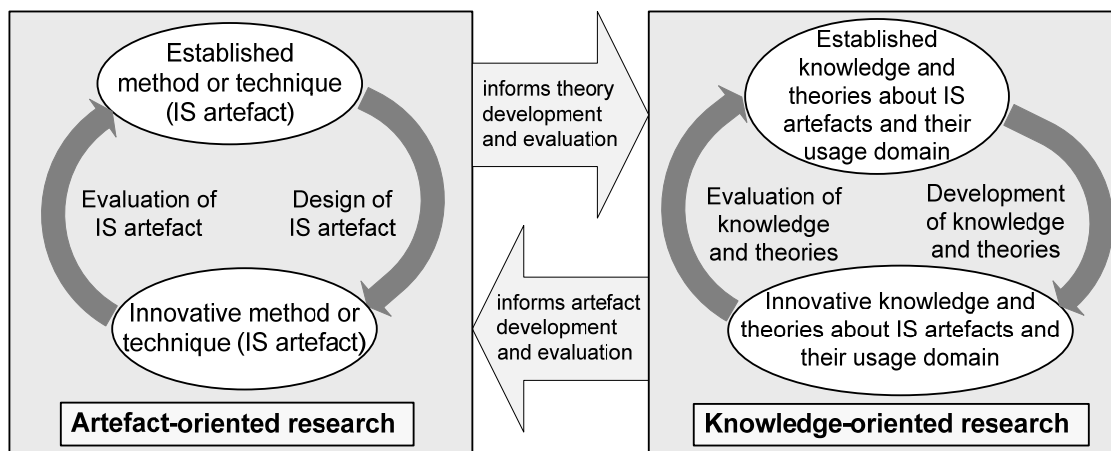 Established
method or technique
(IS artefact)
Evaluation of
IS artefact
Design of
IS artefact
Innovative method or
technique (IS artefact)
Artefact-oriented research
informs theory
development
and evaluation
informs artefact
development
and evaluation
Established
knowledge and
theories about IS
artefacts and their
usage domain
Evaluation of
knowledge
and theories
Development
of knowledge
and theories
Innovative knowledge and
theories about IS artefacts and
their usage domain
Knowledge-oriented research